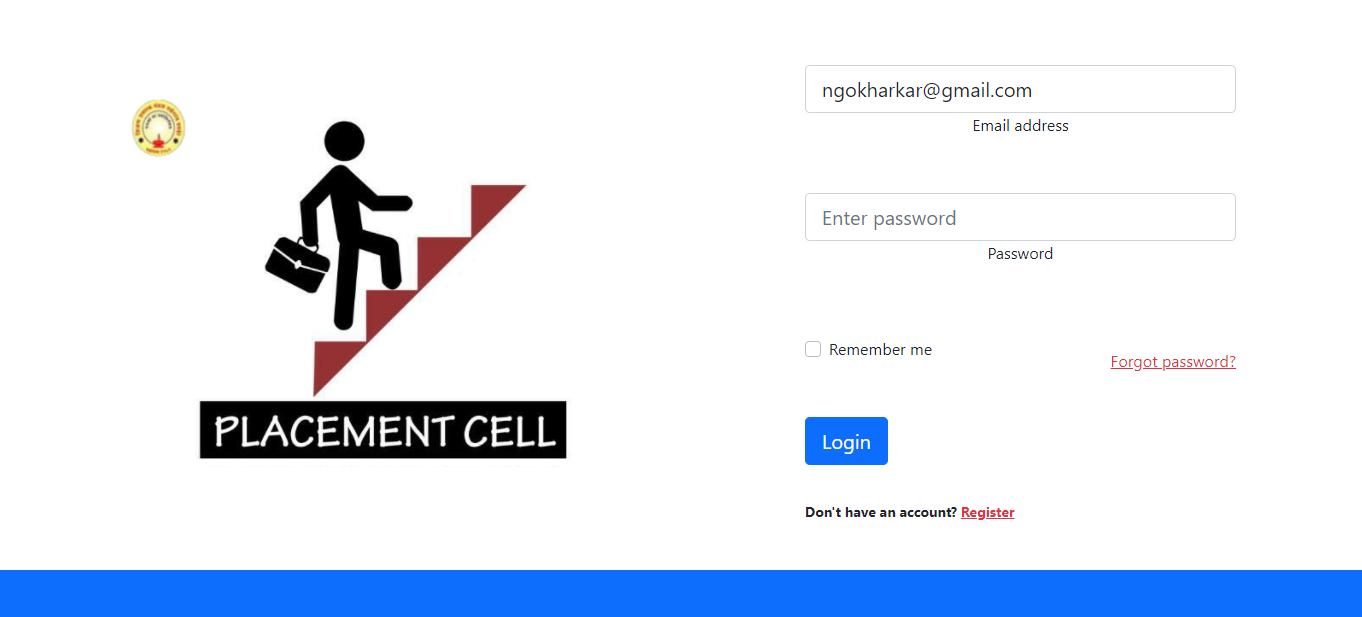 ngokharkar@gmail.com
Email address
Enter password
Password
Remember me
Forgot password?
Login
Don't have an account? Register
PLACEMENT CELL